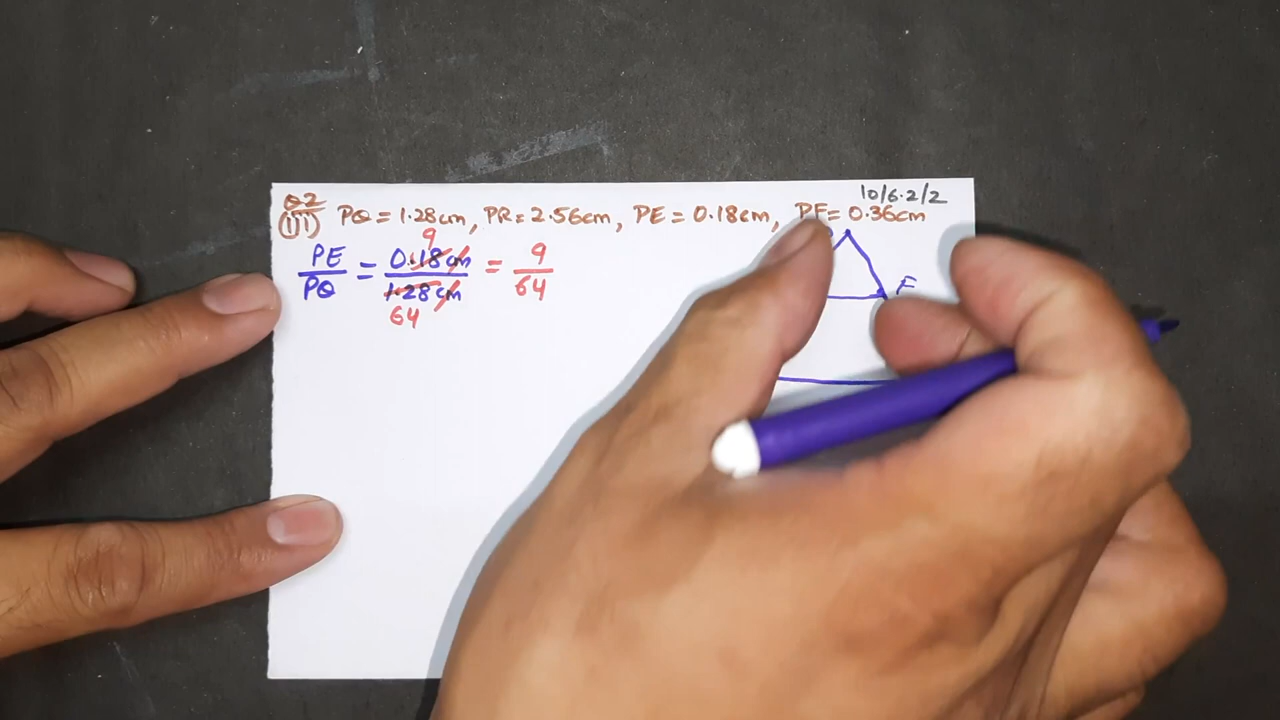 10/6.2/2
Q2
(iii) PQ = 1.28cm, PR = 2.56cm, PE = 0.18cm, PF = 0.36cm
PE/PQ = 0.18cm/1.28cm = 9/64
9
64
F